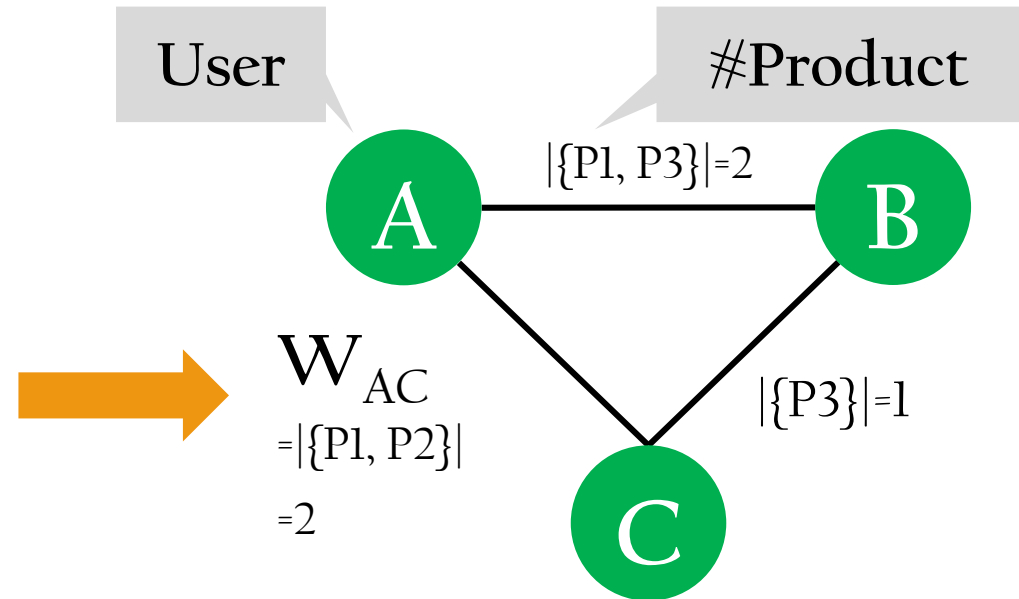 User
#Product
|{P1, P3}|=2
A
B
W AC
=|{P1, P2}|
=2
|{P3}|=1
C